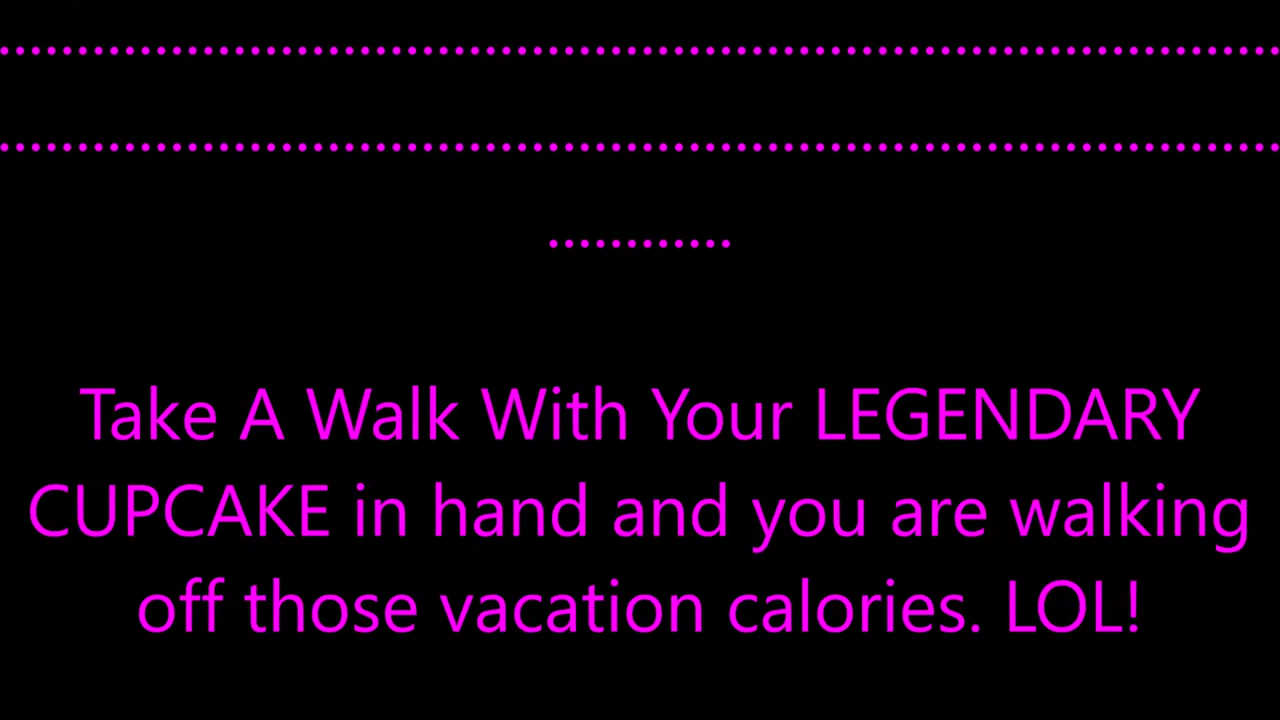 ..................................................................................
..................................................................................
............
Take A Walk With Your LEGENDARY
CUPCAKE in hand and you are walking
off those vacation calories. LOL!